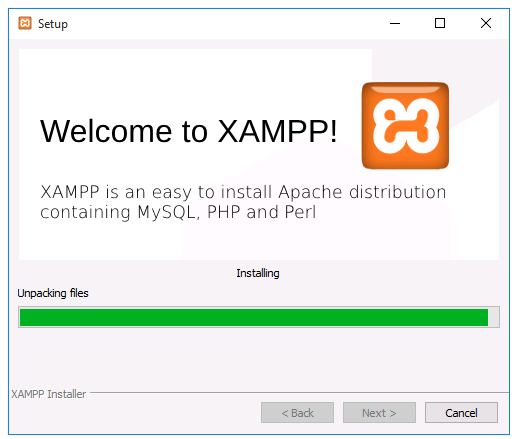 Setup
Welcome to XAMPP!
XAMPP is an easy to install Apache distribution
containing MySQL, PHP and Perl
Installing
Unpacking files
XAMPP Installer
< Back
Next >
Cancel